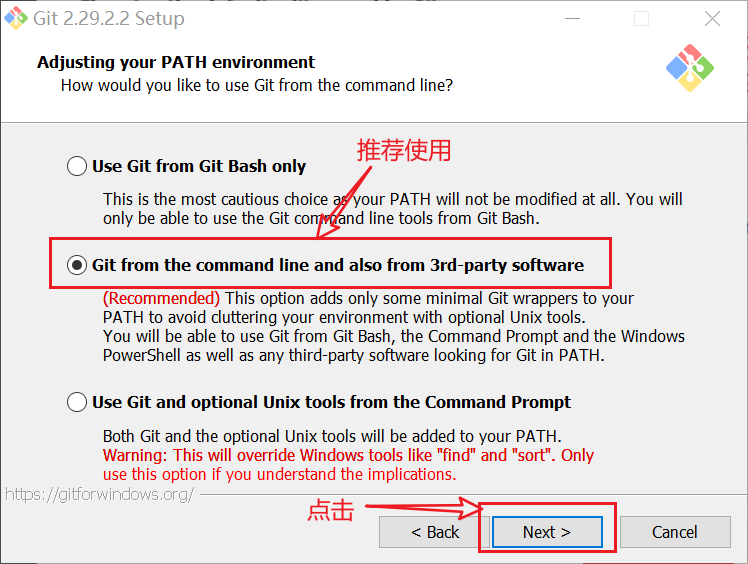 Git 2.29.2.2 Setup
Adjusting your PATH environment
How would you like to use Git from the command line?
推荐使用
Use Git from Git Bash only
This is the most cautious choice as your PATH will not be modified at all. You will
only be able to use the Git command line tools from Git Bash.
Git from the command line and also from 3rd-party software
(Recommended) This option adds only some minimal Git wrappers to your
PATH to avoid cluttering your environment with optional Unix tools.
You will be able to use Git from Git Bash, the Command Prompt and the Windows
PowerShell as well as any third-party software looking for Git in PATH.
Use Git and optional Unix tools from the Command Prompt
Both Git and the optional Unix tools will be added to your PATH.
Warning: This will override Windows tools like "find" and "sort". Only
use this option if you understand the implications.
https://gitforwindows.org/
点击
< Back
Next >
Cancel